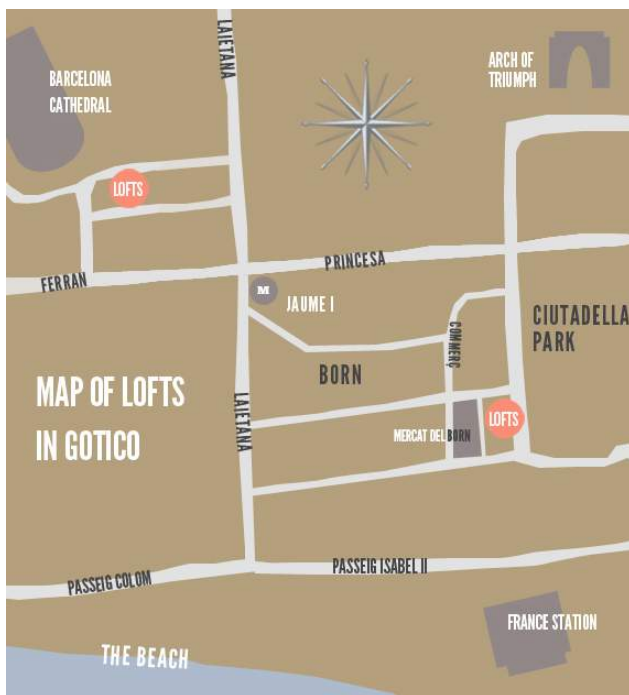 LAIETANA
ARCH OF
TRIUMPH
BARCELONA
CATHEDRAL
LOFTS
PRINCESA
FERRAN
M
JAUME I
CIUTADELLA
PARK
COMMERÇ
BORN
MAP OF LOFTS
IN GOTICO
LAIETANA
LOFTS
MERCAT DEL BORN
PASSEIG COLOM
PASSEIG ISABEL II
FRANCE STATION
THE BEACH